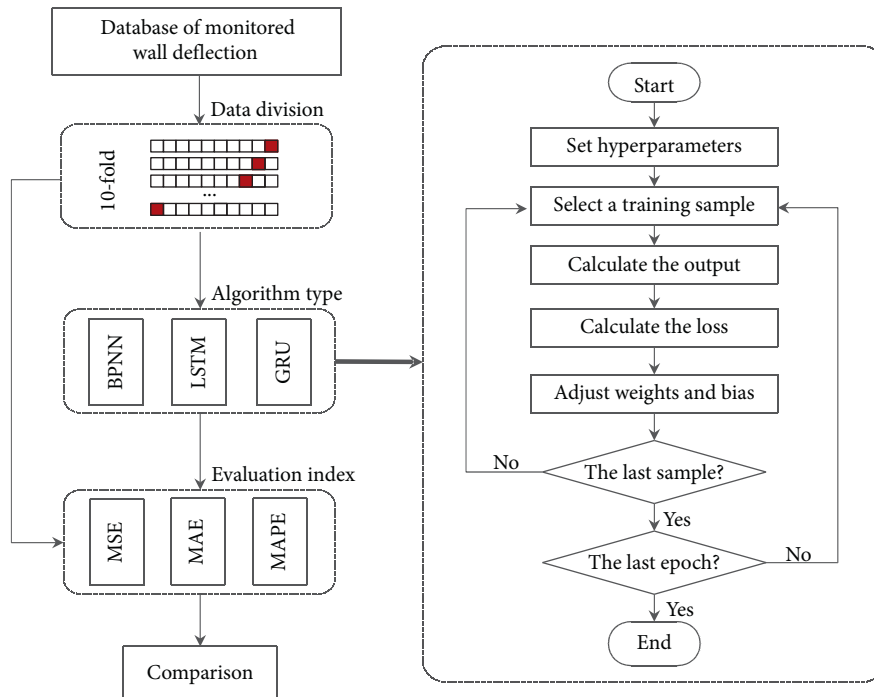 Database of monitored
wall deflection
Data division
10-fold
...
Algorithm type
BPNN
LSTM
GRU
Evaluation index
MSE
MAE
MAPE
Comparison
Start
Set hyperparameters
Select a training sample
Calculate the output
Calculate the loss
Adjust weights and bias
No
The last sample?
Yes
The last epoch?
No
Yes
End